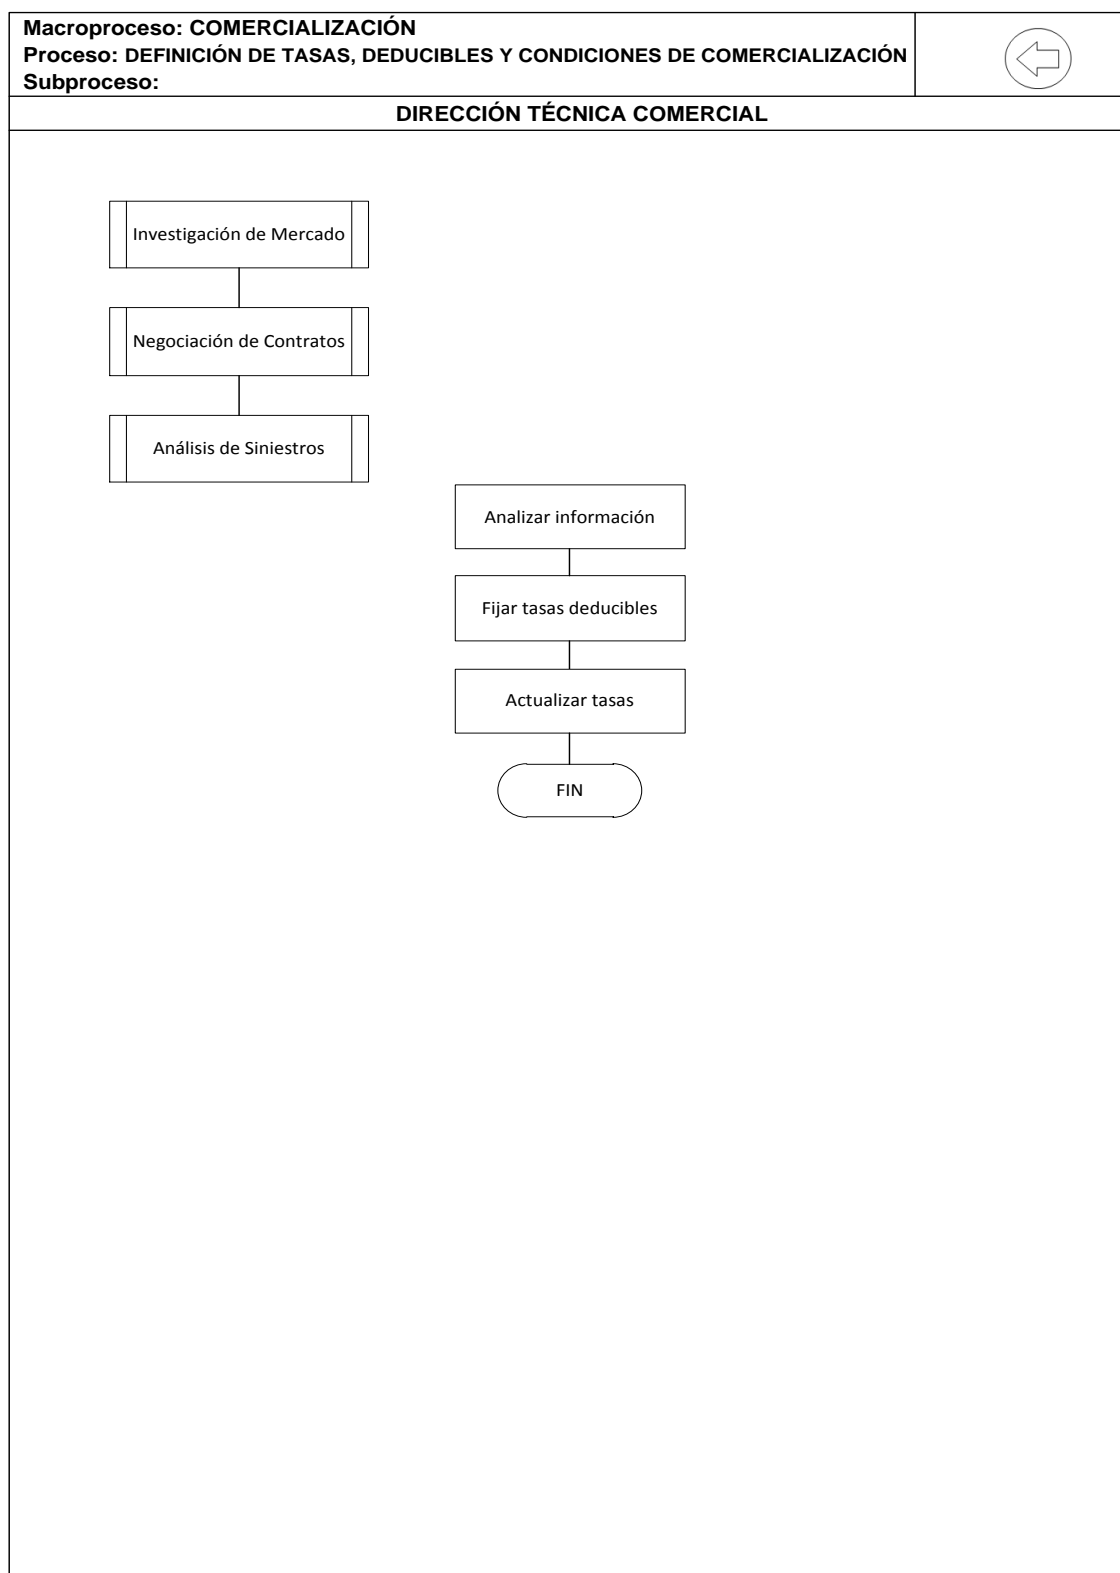 Macroproceso: COMERCIALIZACIÓN
Proceso: DEFINICIÓN DE TASAS, DEDUCIBLES Y CONDICIONES DE COMERCIALIZACIÓN
Subproceso:
DIRECCIÓN TÉCNICA COMERCIAL
Investigación de Mercado
Negociación de Contratos
Análisis de Siniestros
Analizar información
Fijar tasas deducibles
Actualizar tasas
FIN